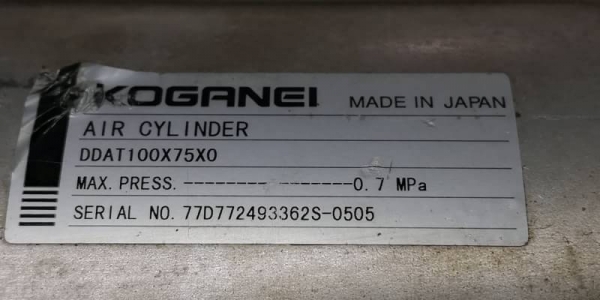 KOGANEI MADE IN JAPAN
AIR CYLINDER
DDAT100X75X0
MAX. PRESS.--------- ------------0.7 MPa
SERIAL NO. 77D772493362S-0505